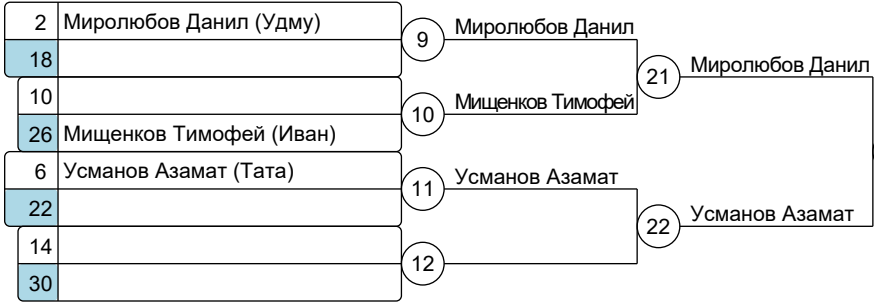 2 Миролюбов Данил (Удму)
9 Миролюбов Данил
18
21 Миролюбов Данил
10
10 Мищенков Тимофей
26 Мищенков Тимофей (Иван)
6 Усманов Азамат (Тата)
11 Усманов Азамат
22
22 Усманов Азамат
14
12
30